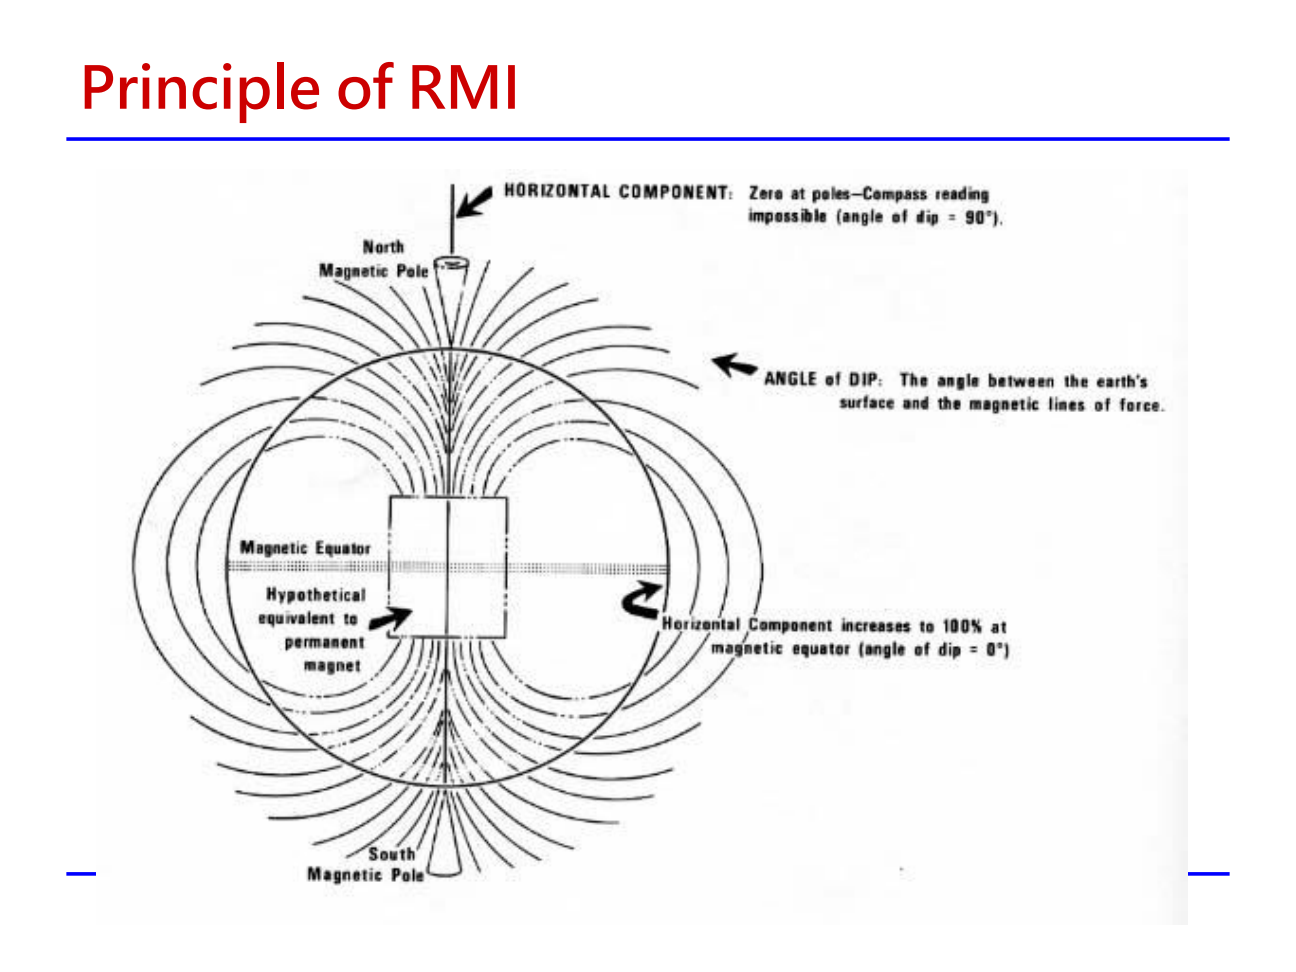 Principle of RMI
HORIZONTAL COMPONENT: Zero at poles—Compass reading
impossible (angle of dip = 90°).
North
Magnetic Pole
ANGLE of DIP: The angle between the earth's
surface and the magnetic lines of force.
Magnetic Equator
Hypothetical
equivalent to
permanent
magnet
Horizontal Component increases to 100% at
magnetic equator (angle of dip = 0°)
South
Magnetic Pole